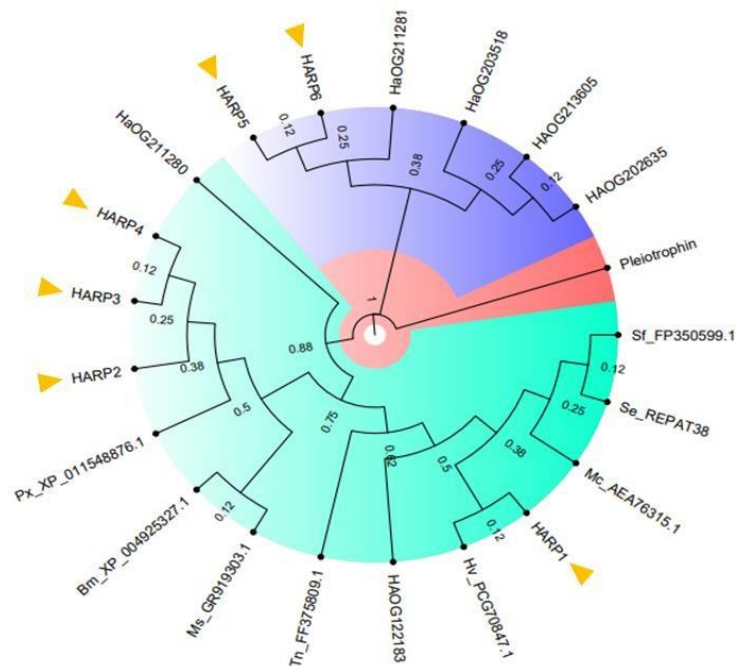 HaOG211281
HaOG203518
HAOG213605
HAOG202635
Pleiotrophin
Sf_FP350599.1
Se_REPAT38
Mc_AEA76315.1
HARP1
Hv_PCG70847.1
HAOG122183
Tn_FF375809.1
Ms_GR919303.1
Bm_XP_004925327.1
Px_XP_011548876.1
HARP2
HARP3
HARP4
HaOG211280
HARP5
HARP6
0.12
0.25
0.38
0.25
0.12
1
0.88
0.12
0.25
0.38
0.5
0.12
0.75
0.62
0.5
0.12
0.38
0.25
0.12